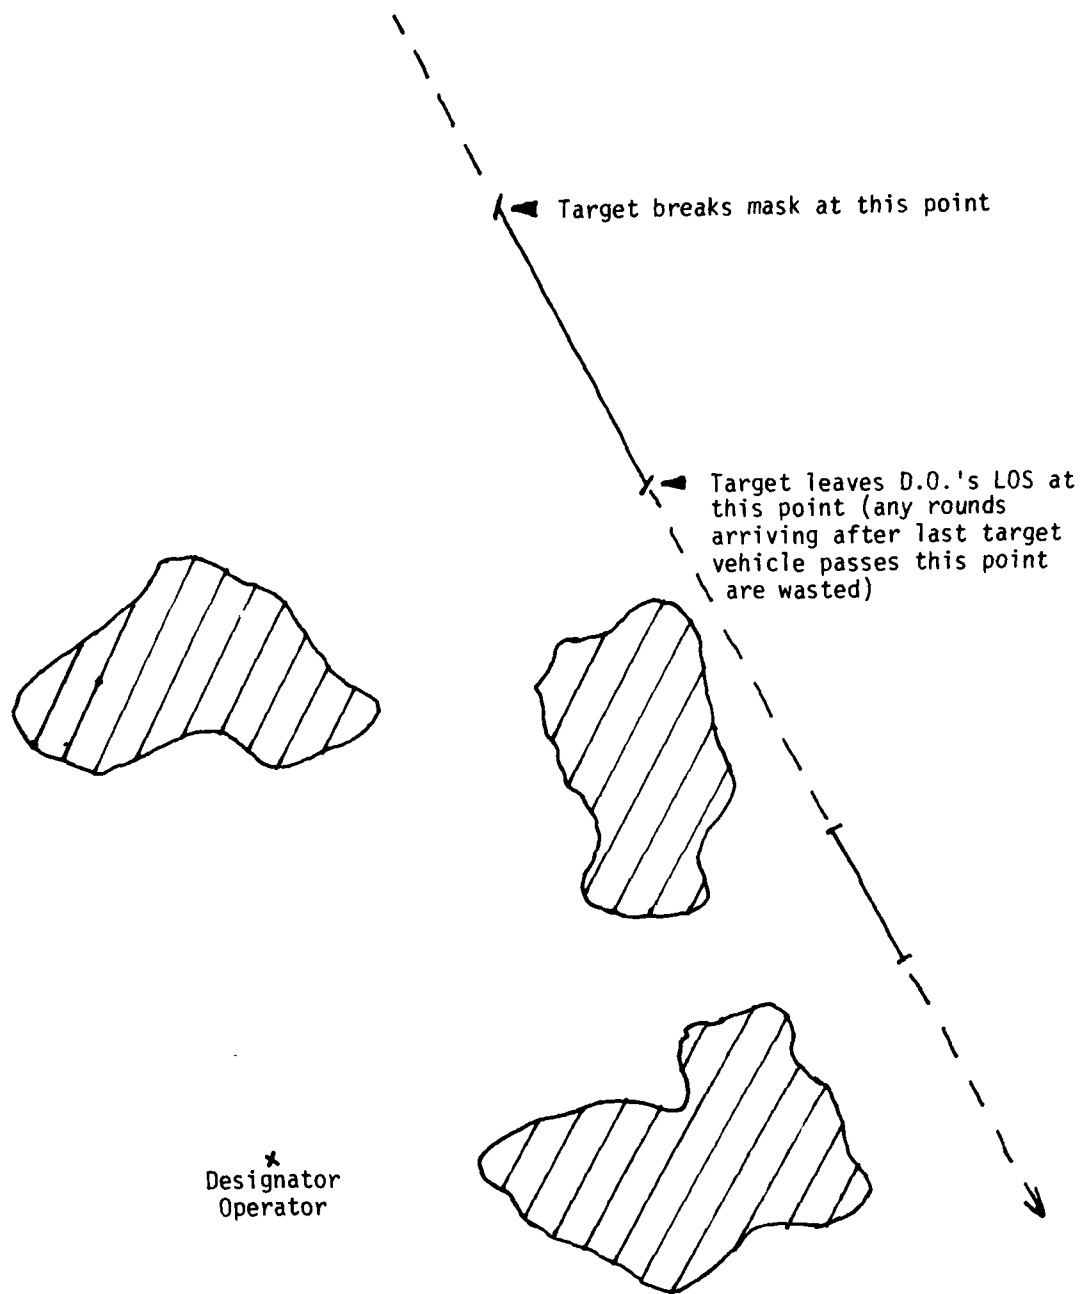 Target breaks mask at this point
Target leaves D.O.'s LOS at
this point (any rounds
arriving after last target
vehicle passes this point
are wasted)
Designator
Operator